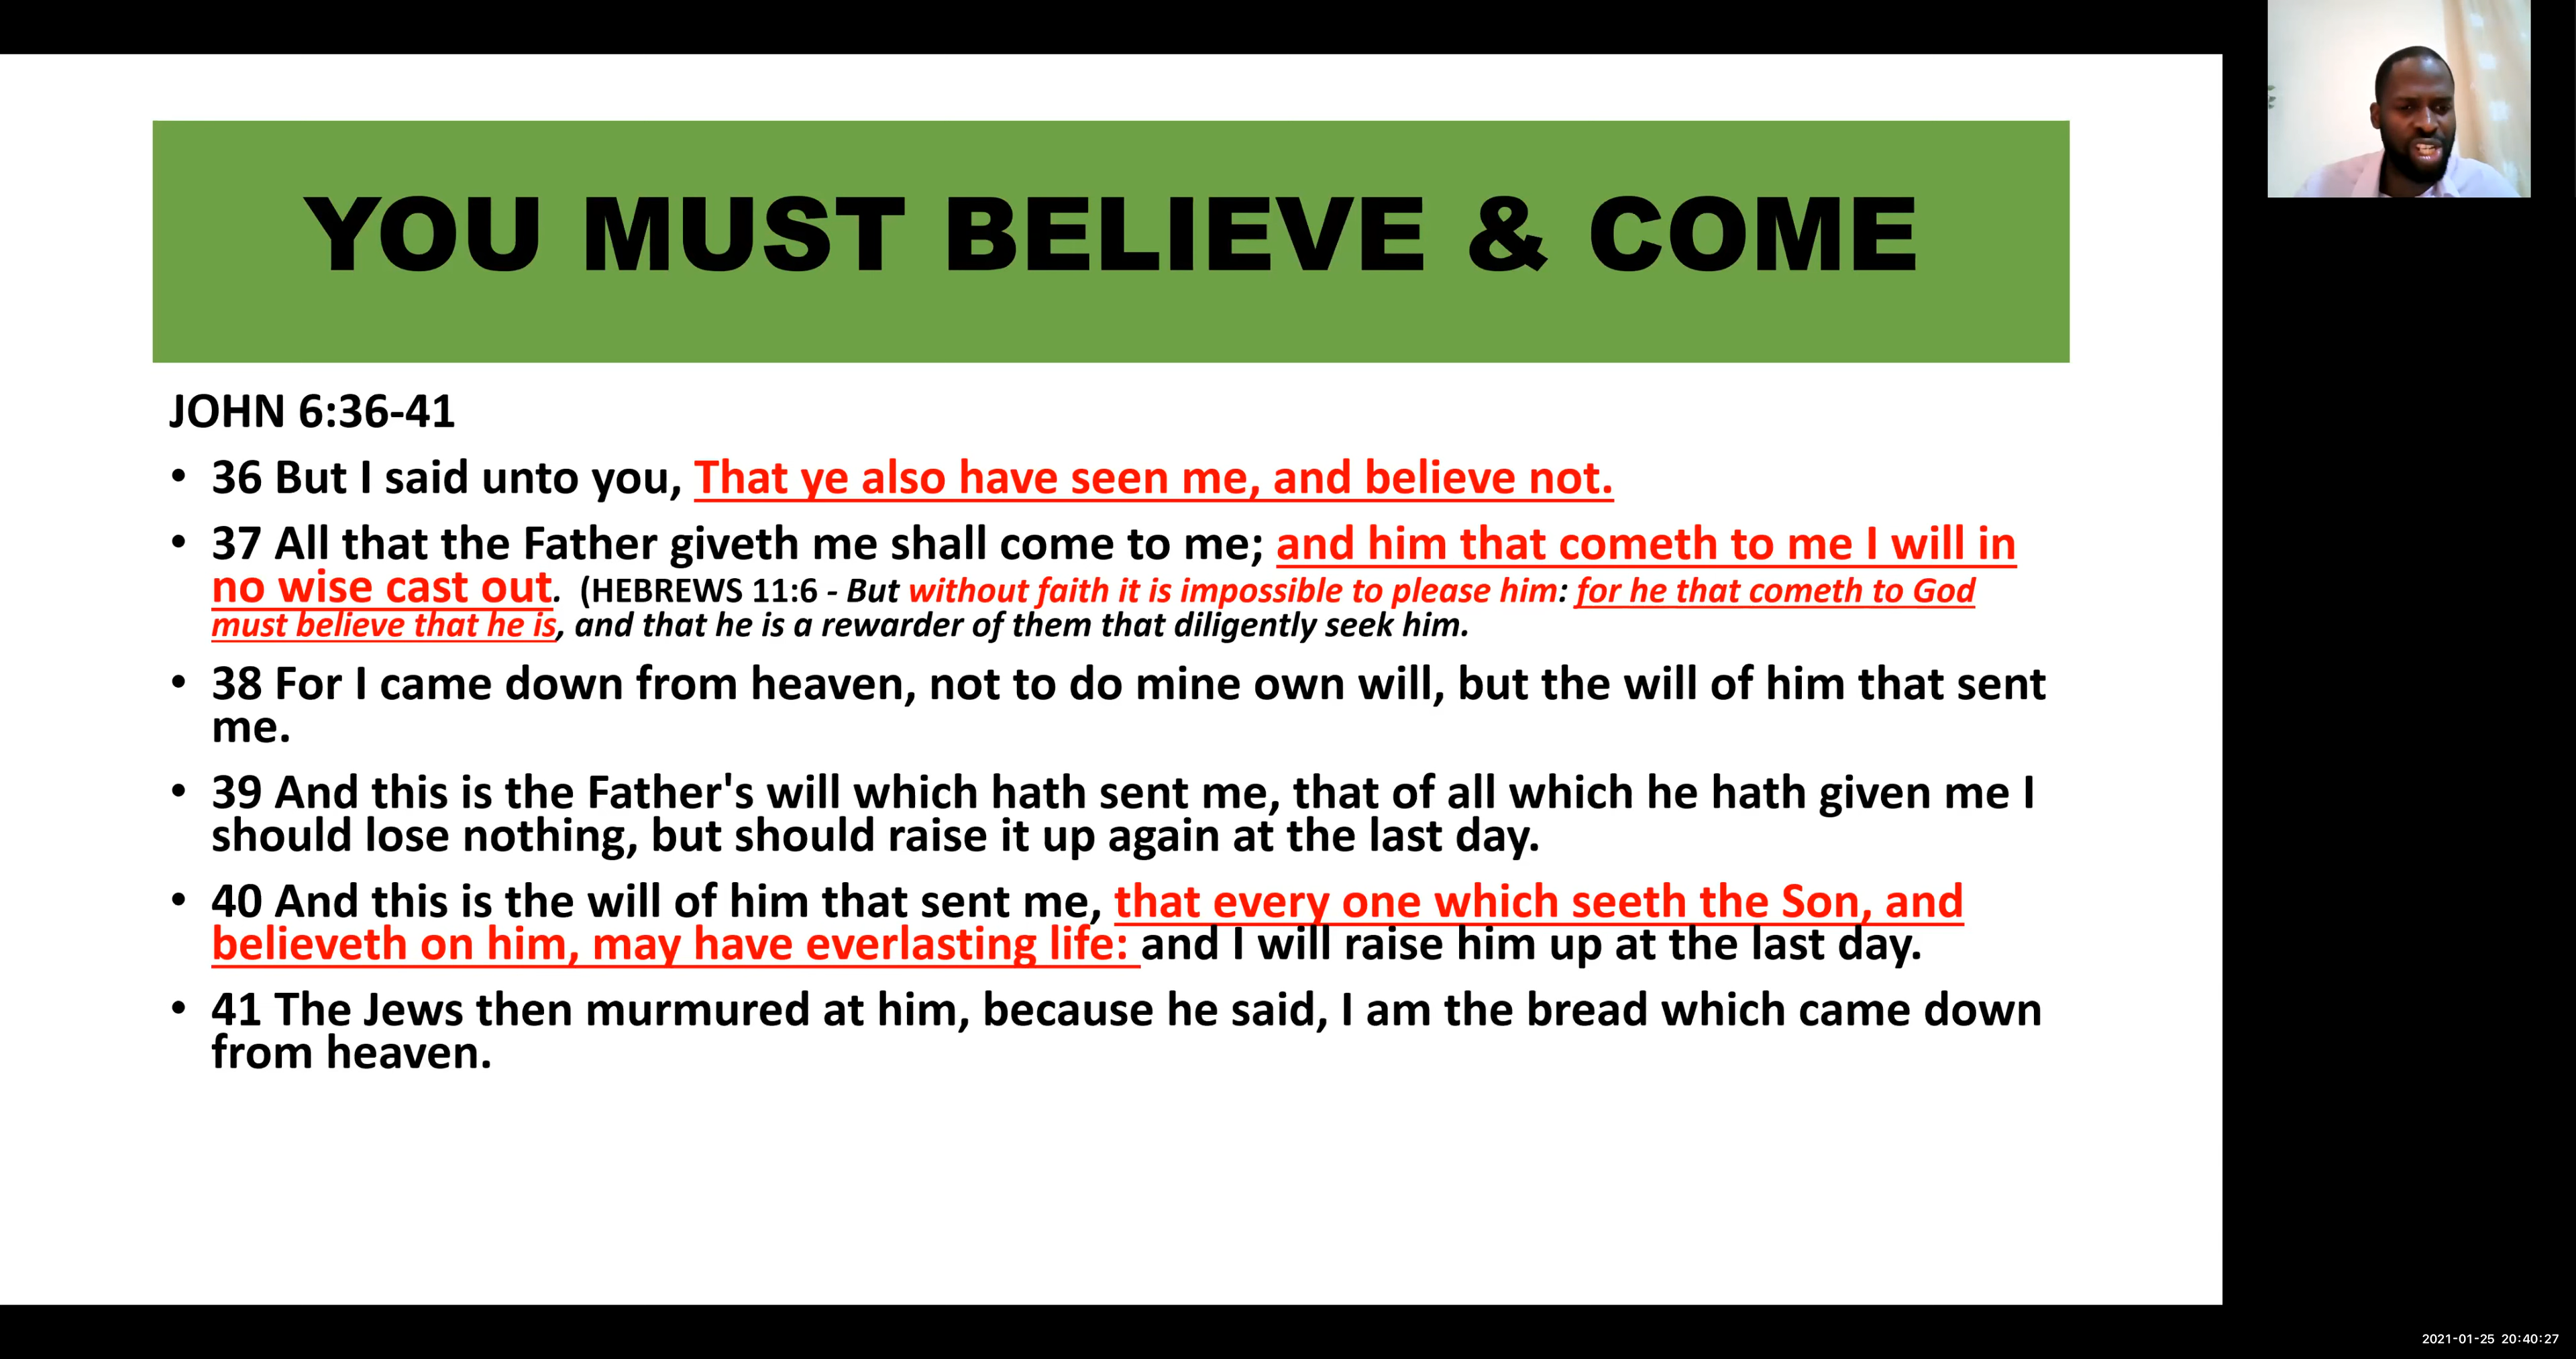 YOU MUST BELIEVE & COME
JOHN 6:36-41
• 36 But I said unto you, That ye also have seen me, and believe not.
• 37 All that the Father giveth me shall come to me; and him that cometh to me I will in
no wise cast out. (HEBREWS 11:6 - But without faith it is impossible to please him: for he that cometh to God
must believe that he is, and that he is a rewarder of them that diligently seek him.
• 38 For I came down from heaven, not to do mine own will, but the will of him that sent
me.
• 39 And this is the Father's will which hath sent me, that of all which he hath given me I
should lose nothing, but should raise it up again at the last day.
• 40 And this is the will of him that sent me, that every one which seeth the Son, and
believeth on him, may have everlasting life: and I will raise him up at the last day.
• 41 The Jews then murmured at him, because he said, I am the bread which came down
from heaven.
2021-01-25 20:40:27